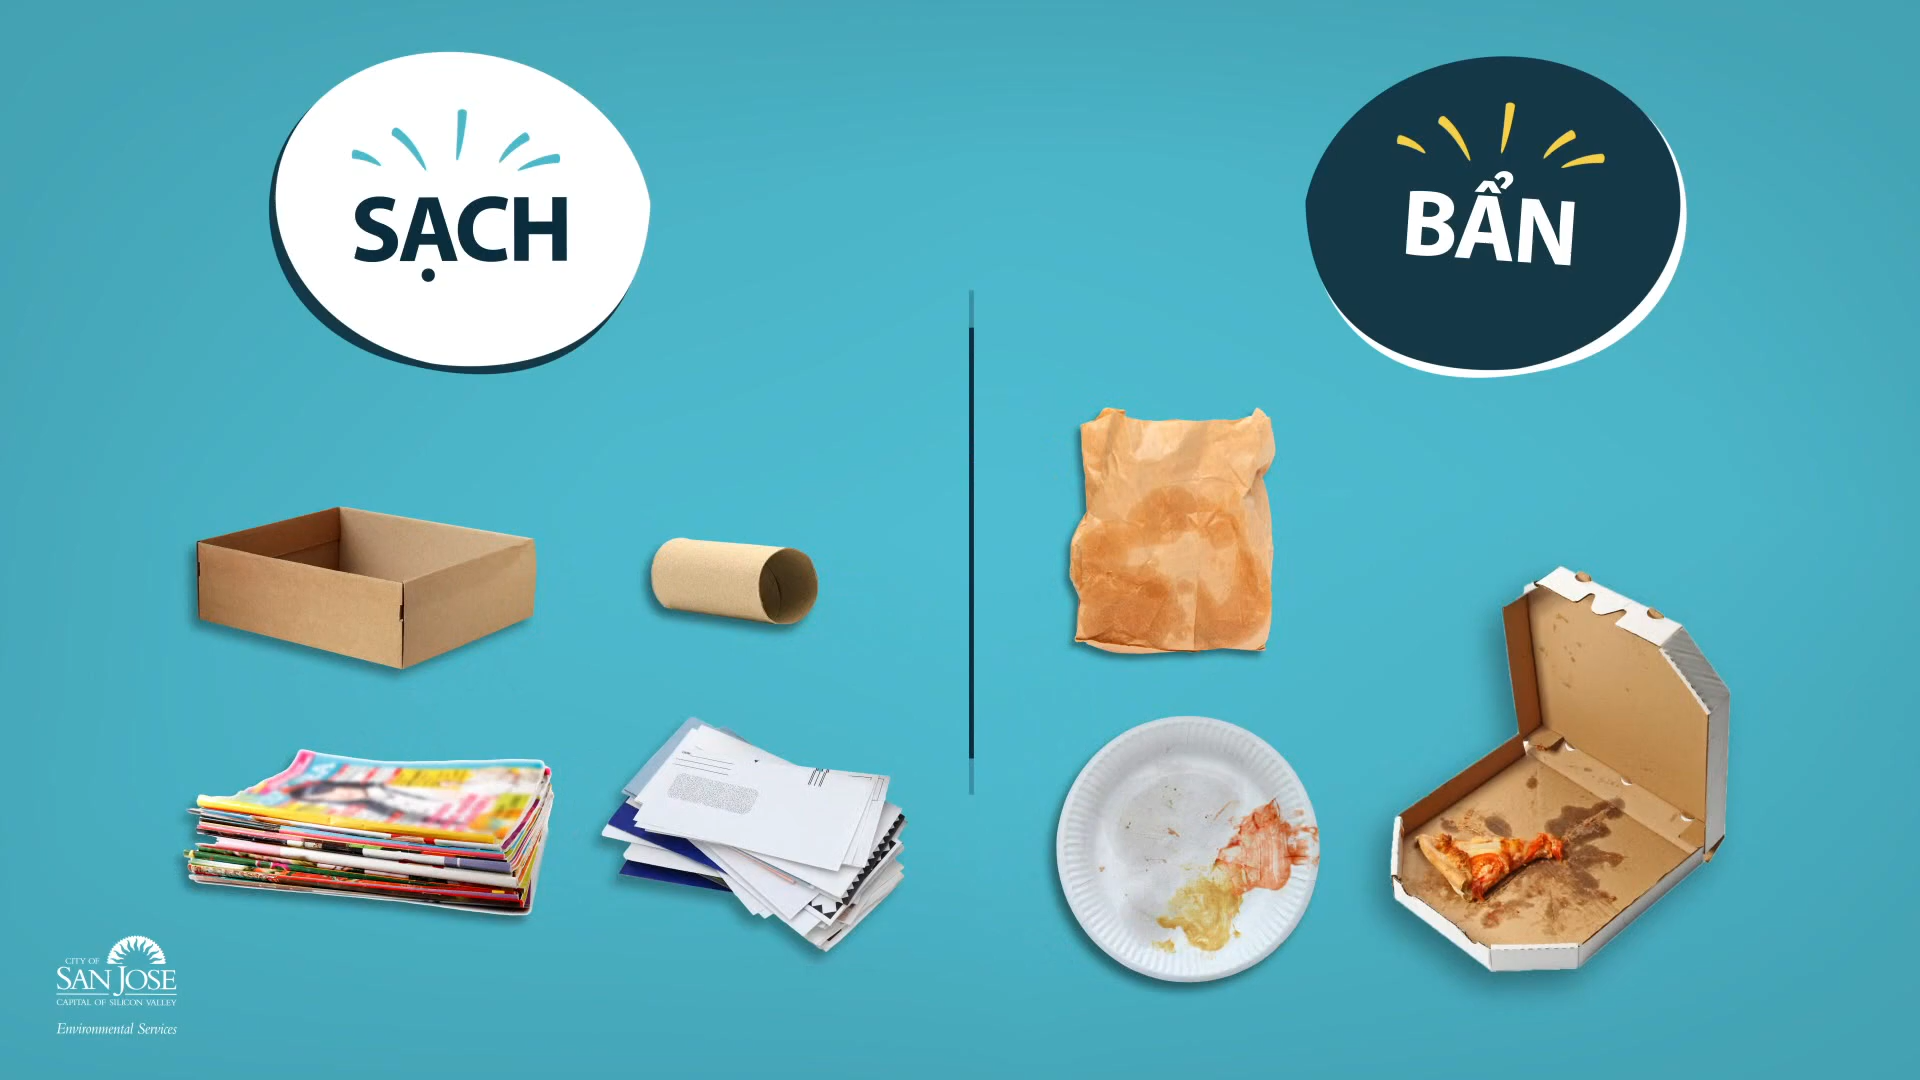 SẠCH
BẨN
CITY OF
SAN JOSE
CAPITAL OF SILICON VALLEY
Environmental Services